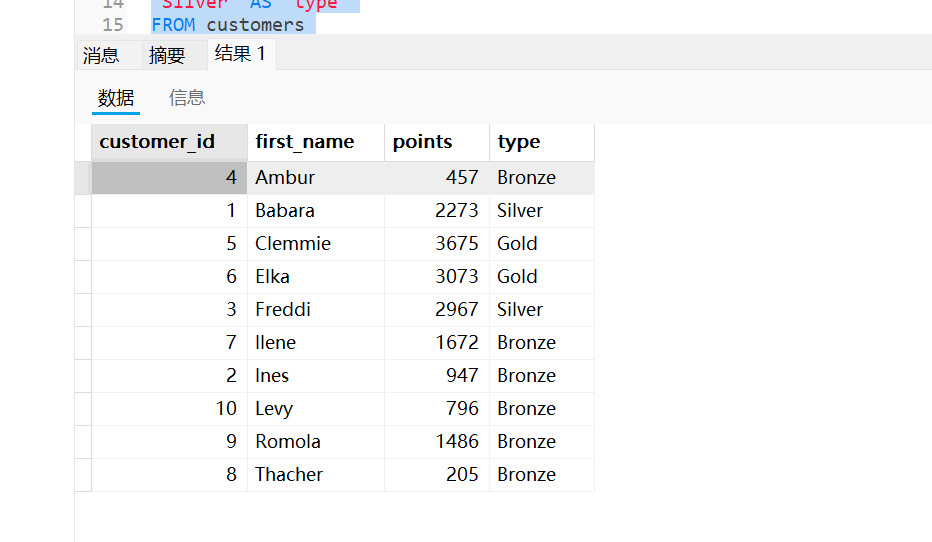 14 'Silver' AS 'type'
15 FROM customers
消息 摘要 结果 1
数据 信息
customer_id first_name points type
4 Ambur 457 Bronze
1 Babara 2273 Silver
5 Clemmie 3675 Gold
6 Elka 3073 Gold
3 Freddi 2967 Silver
7 Ilene 1672 Bronze
2 Ines 947 Bronze
10 Levy 796 Bronze
9 Romola 1486 Bronze
8 Thacher 205 Bronze